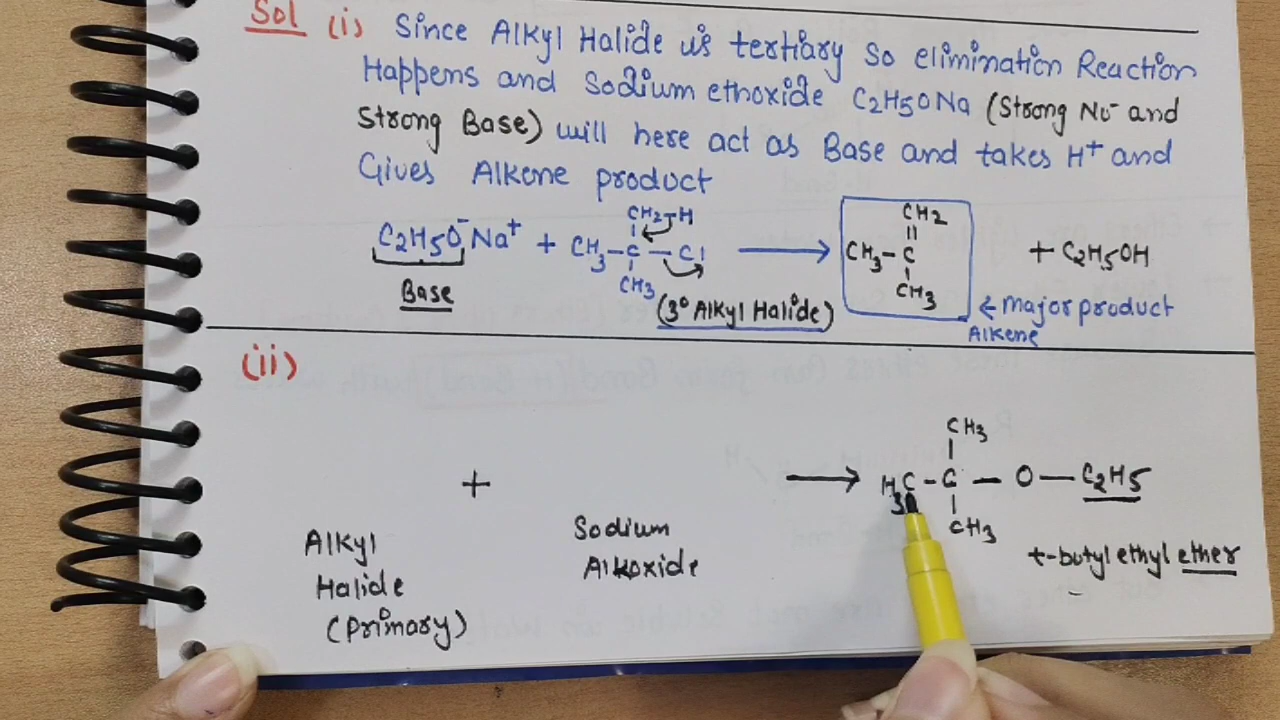 Sol (i) Since Alkyl Halide is tertiary so elimination Reaction
Happens and Sodium ethoxide C2H5ONa (Strong Nu⁻ and
Strong Base) will here act as Base and takes H⁺ and
Gives Alkene product
CH2-H
CH2
C2H5O⁻Na⁺ + CH3-C-Cl → CH3-C + C2H5OH
CH3
CH3
Base
(3° Alkyl Halide)
← major product
Alkene
(ii)
CH3
+ → H3C-C-O-C2H5
CH3
Alkyl
Halide
(Primary)
Sodium
Alkoxide
t-butyl ethyl ether